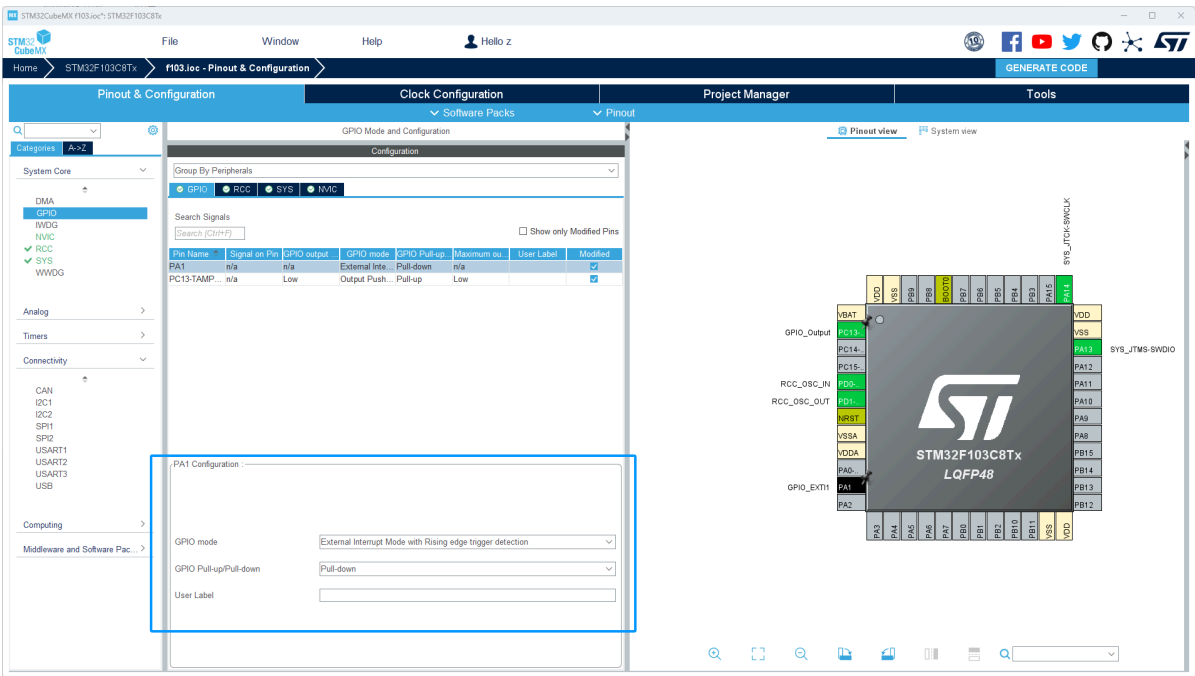 MX STM32CubeMX f103.ioc*: STM32F103C8Tx
STM32 CubeMX
File Window Help Hello z
10
Home STM32F103C8Tx f103.ioc - Pinout & Configuration GENERATE CODE
Pinout & Configuration Clock Configuration Project Manager Tools
Software Packs Pinout
GPIO Mode and Configuration
Pinout view System view
Categories A->Z
Configuration
System Core
DMA
GPIO
IWDG
NVIC
RCC
SYS
WWDG
Analog
Timers
Connectivity
CAN
I2C1
I2C2
SPI1
SPI2
USART1
USART2
USART3
USB
Computing
Middleware and Software Pac...
Group By Peripherals
GPIO RCC SYS NVIC
Search Signals
Search (Ctrl+F) Show only Modified Pins
Pin Name Signal on Pin GPIO output ... GPIO mode GPIO Pull-up... Maximum ou... User Label Modified
PA1 n/a n/a External Inte... Pull-down n/a
PC13-TAMP... n/a Low Output Push... Pull-up Low
PA1 Configuration :
GPIO mode External Interrupt Mode with Rising edge trigger detection
GPIO Pull-up/Pull-down Pull-down
User Label
SYS_JTCK-SWCLK
VDD VSS PB9 PB8 BOOT0 PB7 PB6 PB5 PB4 PB3 PA15 PA14
VBAT VDD
GPIO_Output PC13-.. VSS
PC14-.. PA13 SYS_JTMS-SWDIO
PC15-.. PA12
RCC_OSC_IN PD0-.. PA11
RCC_OSC_OUT PD1-.. PA10
NRST PA9
VSSA PA8
VDDA STM32F103C8Tx PB15
PA0-.. LQFP48 PB14
GPIO_EXTI1 PA1 PB13
PA2 PB12
PA3 PA4 PA5 PA6 PA7 PB0 PB1 PB2 PB10 PB11 VSS VDD